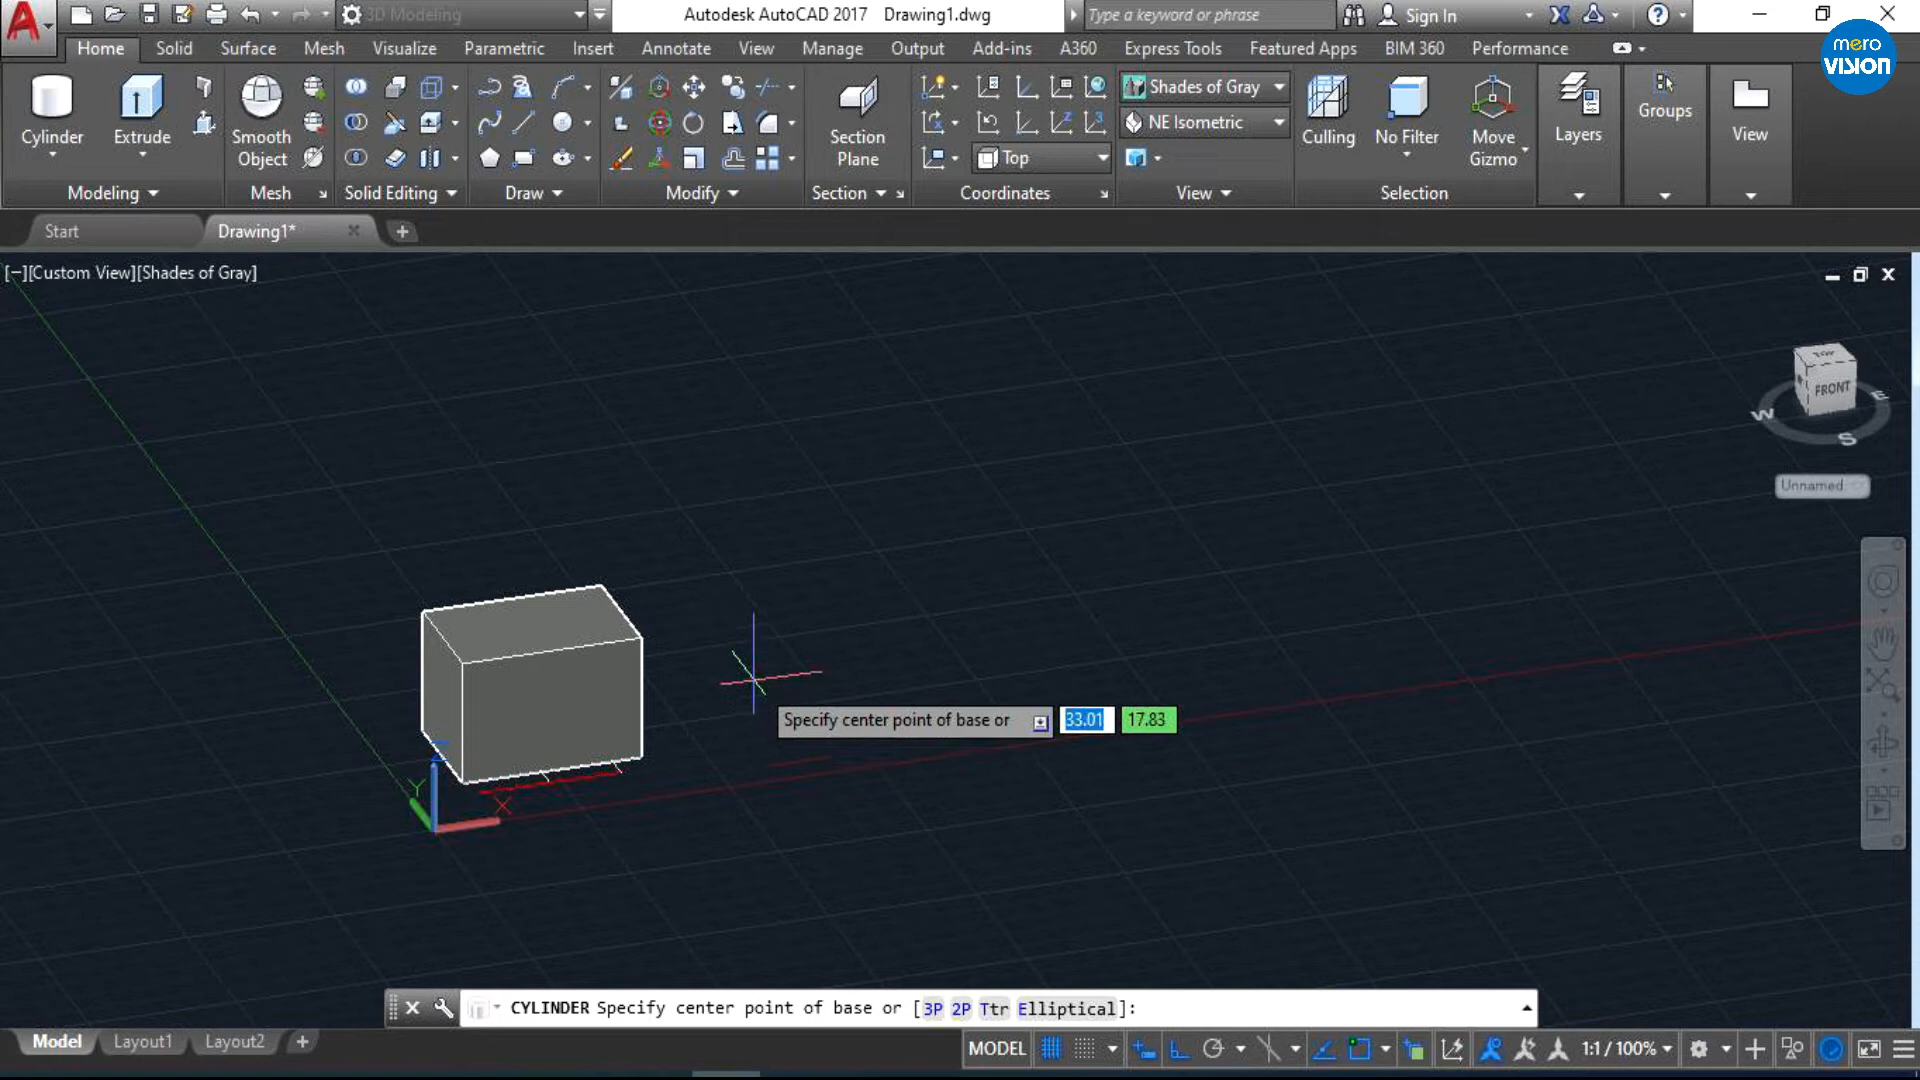 3D Modeling
Autodesk AutoCAD 2017 Drawing1.dwg
Type a keyword or phrase
Sign In
mero
VISION
Home Solid Surface Mesh Visualize Parametric Insert Annotate View Manage Output Add-ins A360 Express Tools Featured Apps BIM 360 Performance
Cylinder
Extrude
Smooth
Object
Section
Plane
Top
Shades of Gray
NE Isometric
Culling
No Filter
Move
Gizmo
Layers
Groups
View
Modeling Mesh Solid Editing Draw Modify Section Coordinates View Selection
Start Drawing1*
[−][Custom View][Shades of Gray]
TOP
FRONT
W
E
S
Unnamed
Specify center point of base or 33.01 17.83
Z
Y
X
CYLINDER Specify center point of base or [3P 2P Ttr Elliptical]:
Model Layout1 Layout2
MODEL 1:1 / 100%